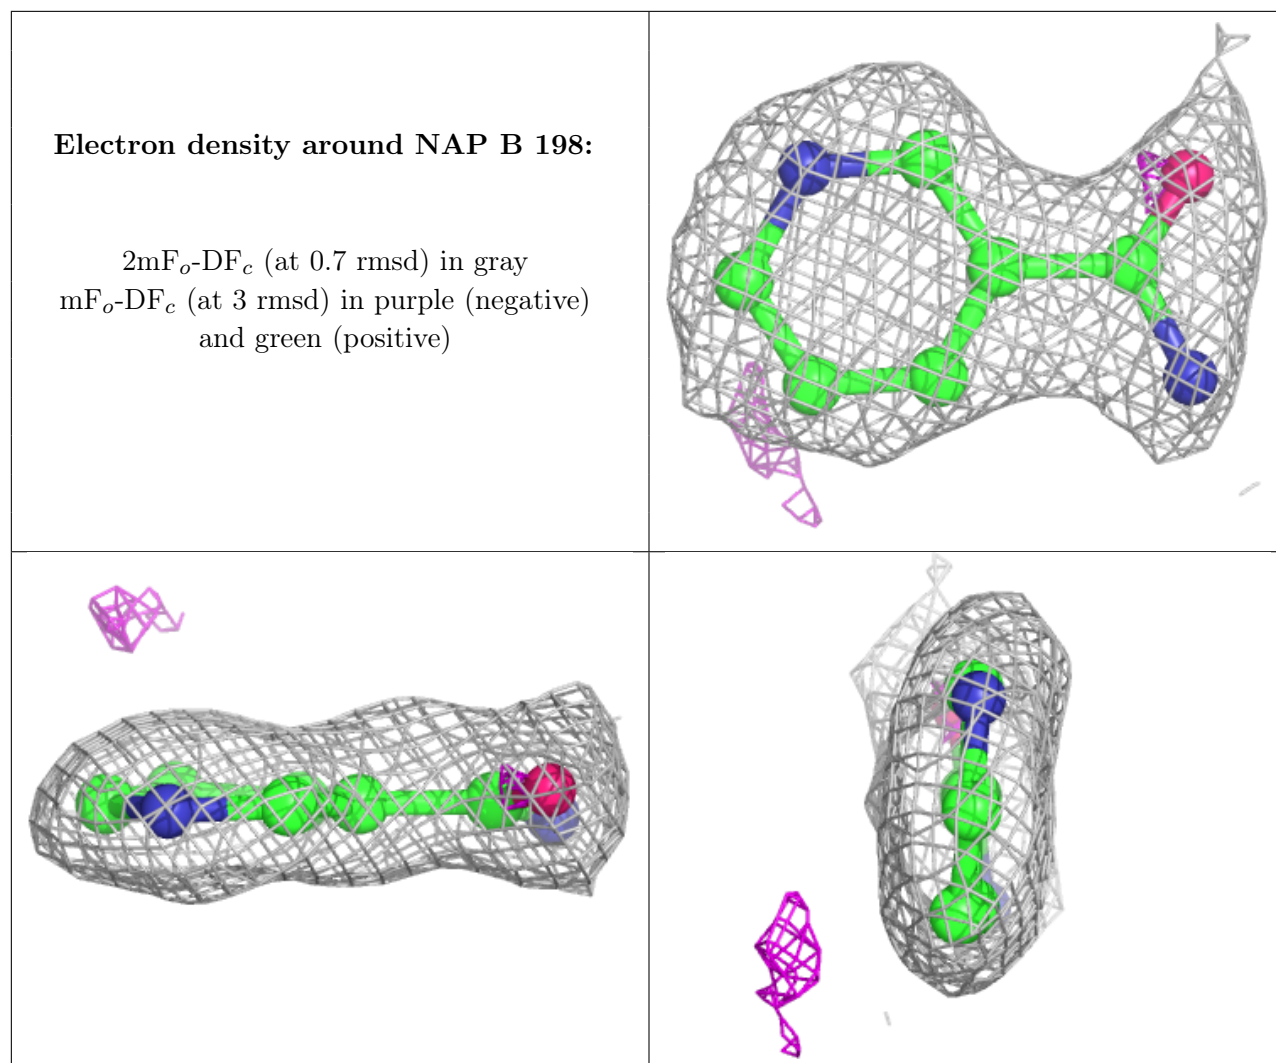 Electron density around NAP B 198:
2mFₒ-DF𝒸 (at 0.7 rmsd) in gray
mFₒ-DF𝒸 (at 3 rmsd) in purple (negative)
and green (positive)